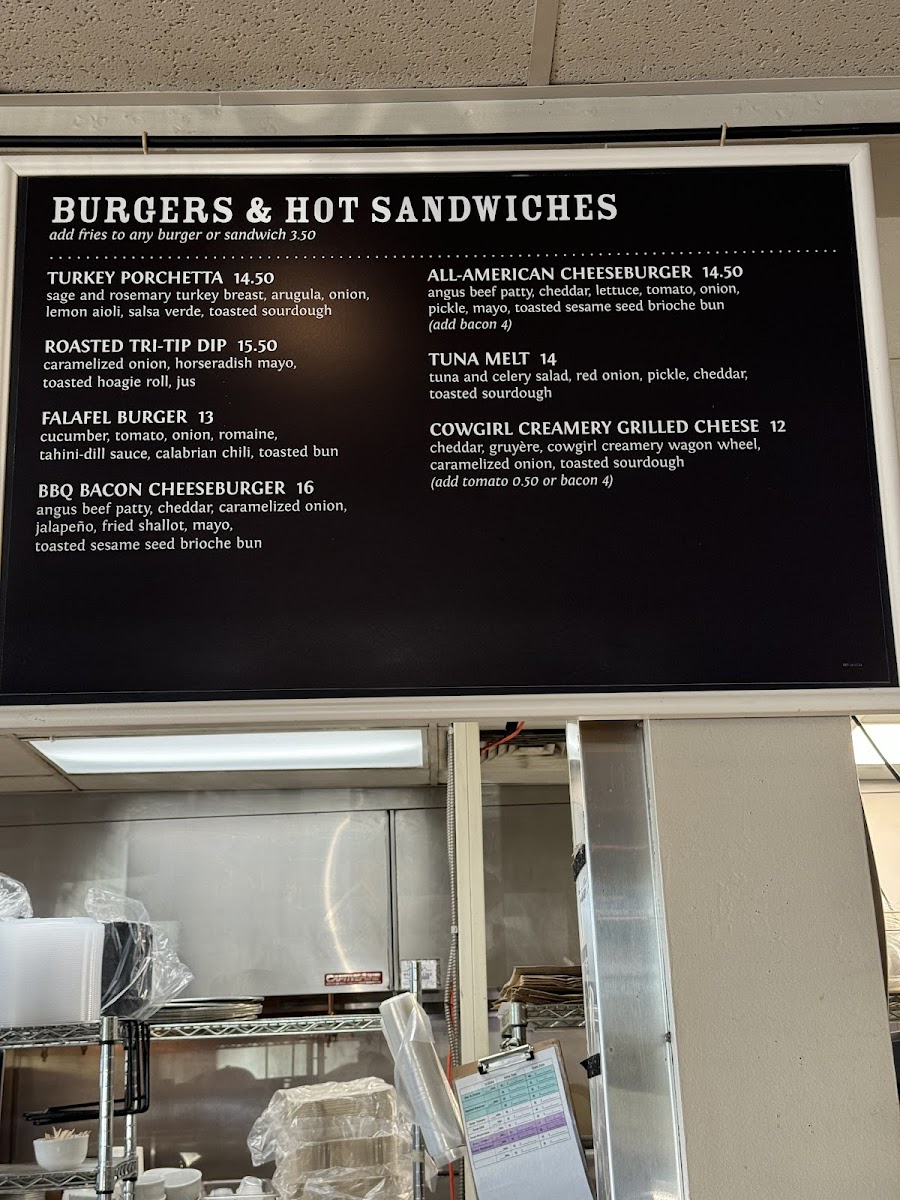 BURGERS & HOT SANDWICHES
add fries to any burger or sandwich 3.50
TURKEY PORCHETTA 14.50
sage and rosemary turkey breast, arugula, onion,
lemon aioli, salsa verde, toasted sourdough
ROASTED TRI-TIP DIP 15.50
caramelized onion, horseradish mayo,
toasted hoagie roll, jus
FALAFEL BURGER 13
cucumber, tomato, onion, romaine,
tahini-dill sauce, calabrian chili, toasted bun
BBQ BACON CHEESEBURGER 16
angus beef patty, cheddar, caramelized onion,
jalapeño, fried shallot, mayo,
toasted sesame seed brioche bun
ALL-AMERICAN CHEESEBURGER 14.50
angus beef patty, cheddar, lettuce, tomato, onion,
pickle, mayo, toasted sesame seed brioche bun
(add bacon 4)
TUNA MELT 14
tuna and celery salad, red onion, pickle, cheddar,
toasted sourdough
COWGIRL CREAMERY GRILLED CHEESE 12
cheddar, gruyère, cowgirl creamery wagon wheel,
caramelized onion, toasted sourdough
(add tomato 0.50 or bacon 4)